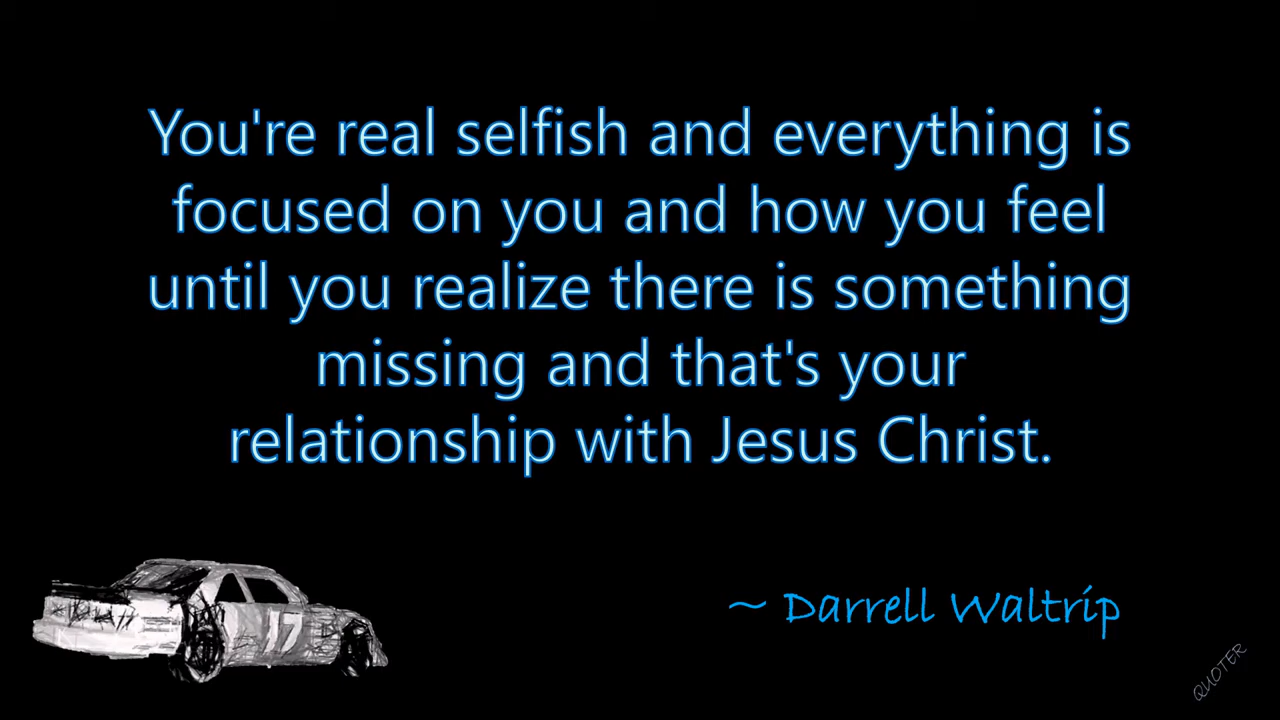 You're real selfish and everything is
focused on you and how you feel
until you realize there is something
missing and that's your
relationship with Jesus Christ.
~ Darrell Waltrip
17
QUOTER